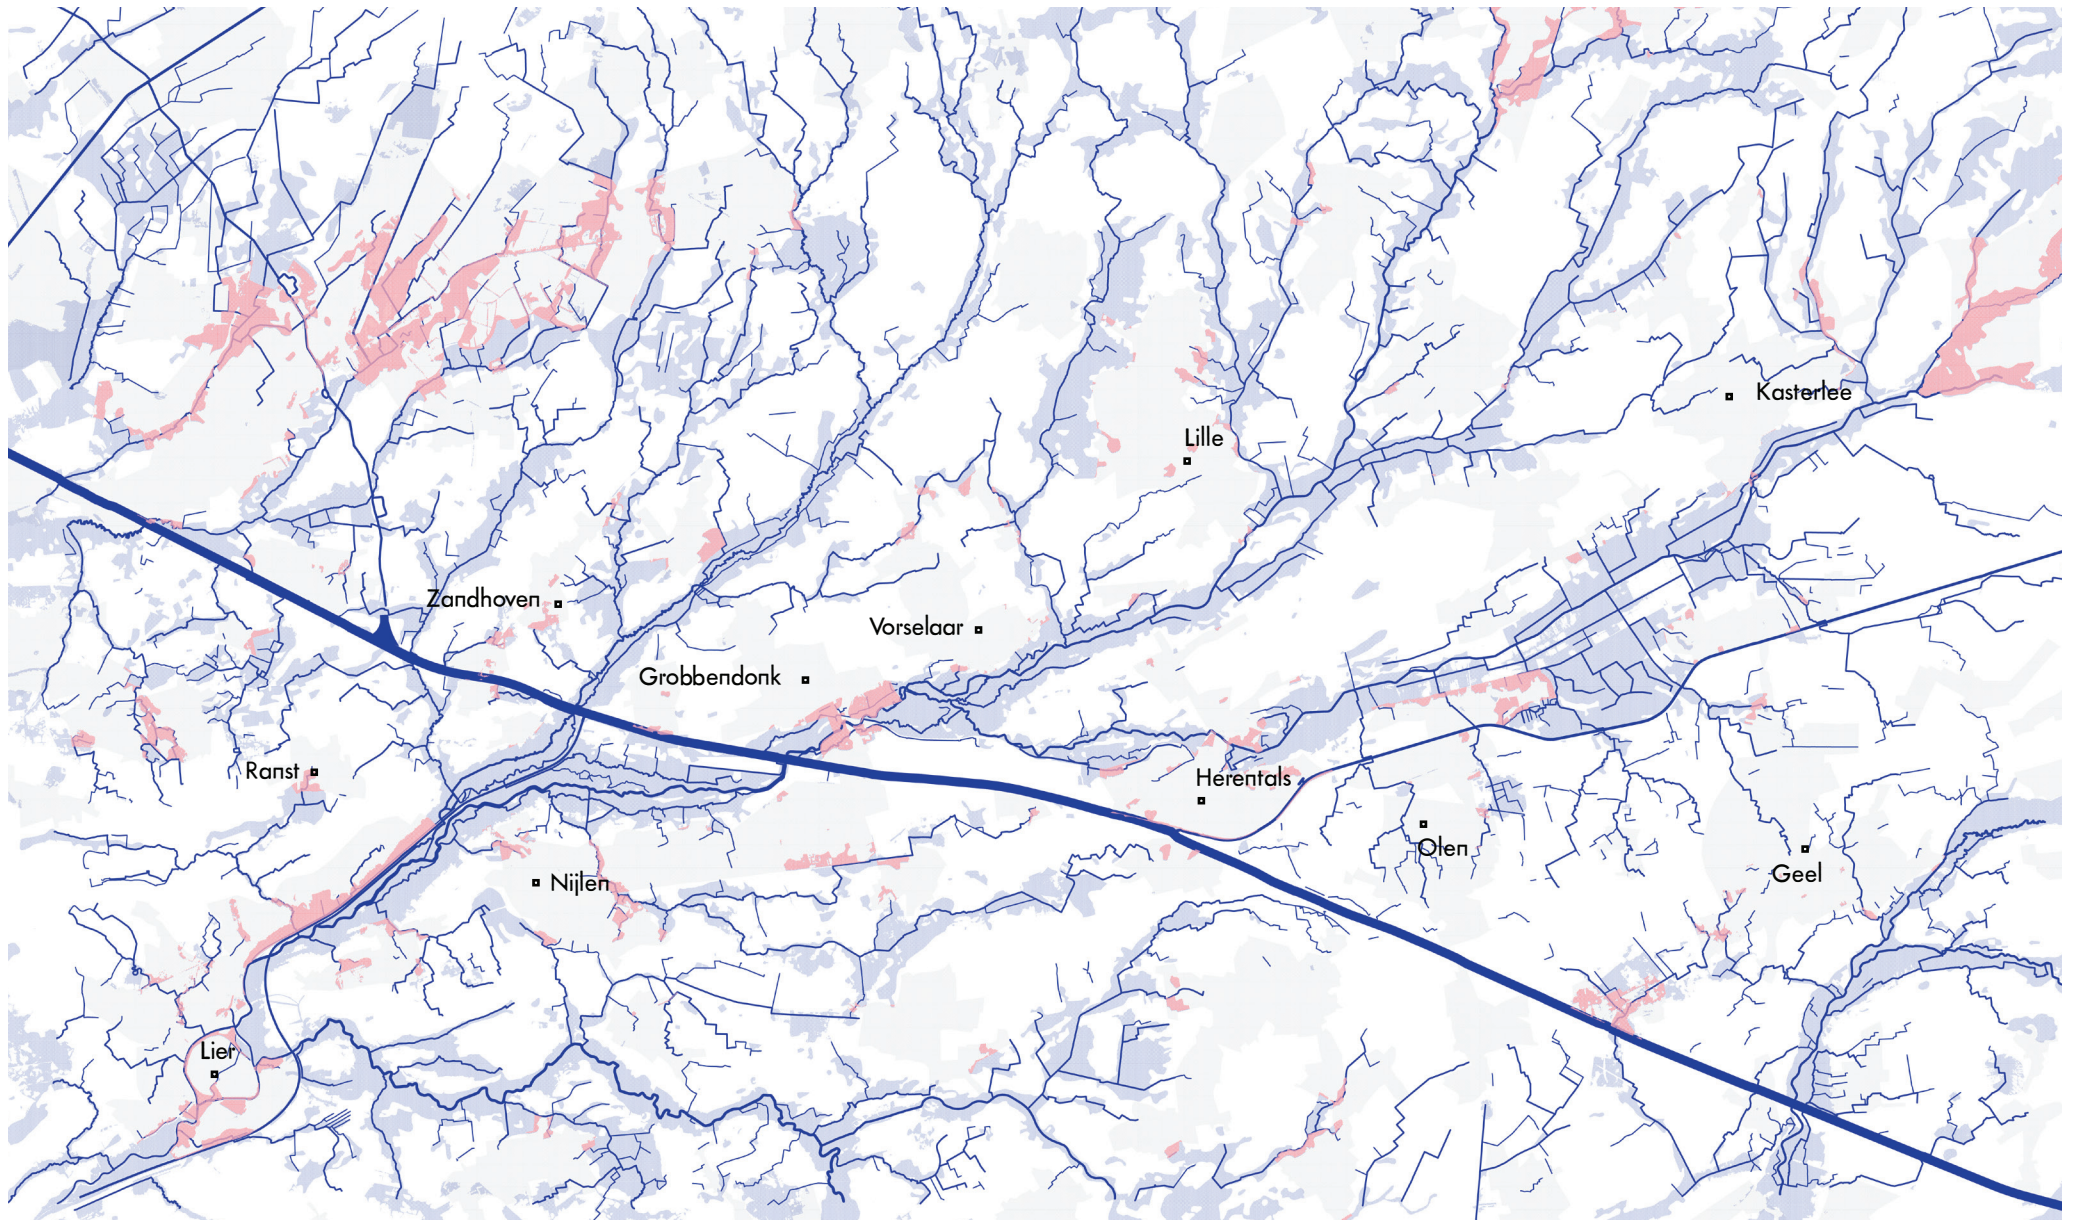 Kasterlee
Lille
Zandhoven
Vorselaar
Grobbendonk
Ranst
Herentals
Olen
Geel
Nijlen
Lier